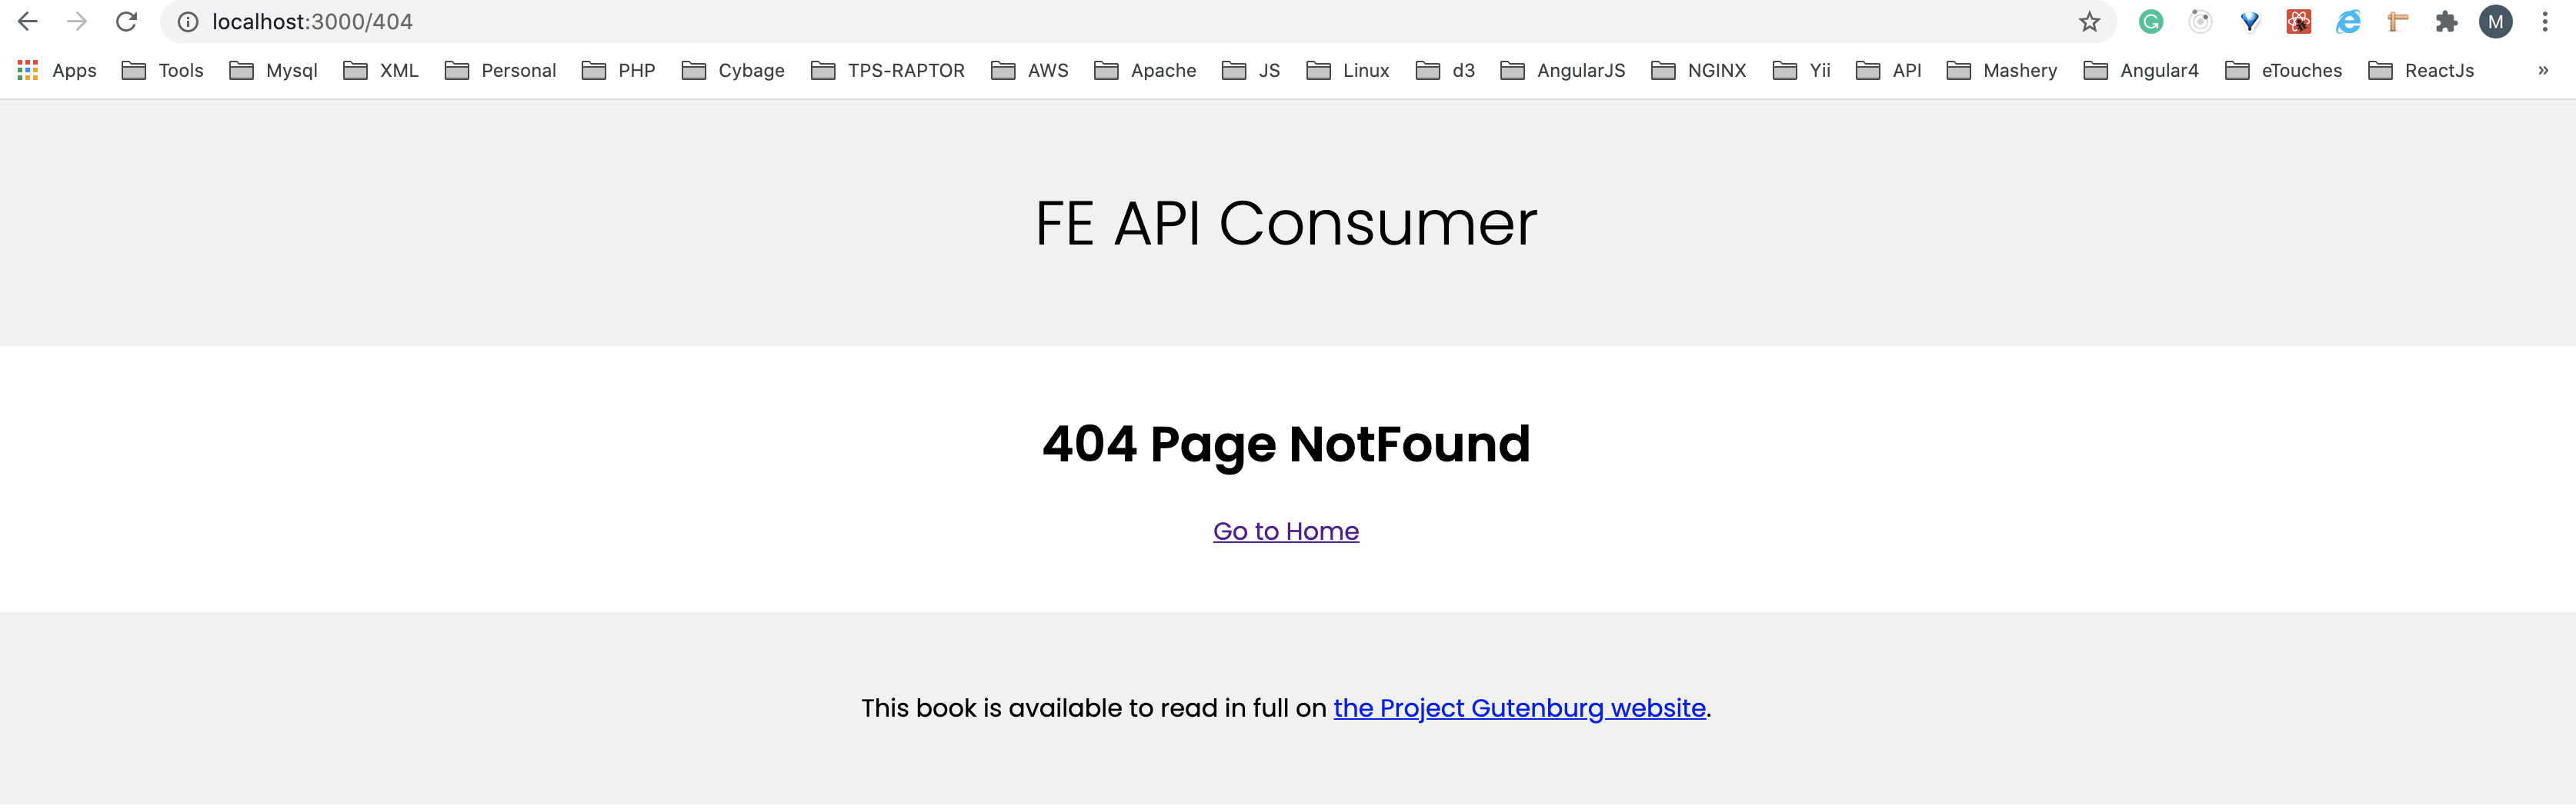 localhost:3000/404
M
Apps Tools Mysql XML Personal PHP Cybage TPS-RAPTOR AWS Apache JS Linux d3 AngularJS NGINX Yii API Mashery Angular4 eTouches ReactJs »
FE API Consumer
404 Page NotFound
Go to Home
This book is available to read in full on the Project Gutenburg website.